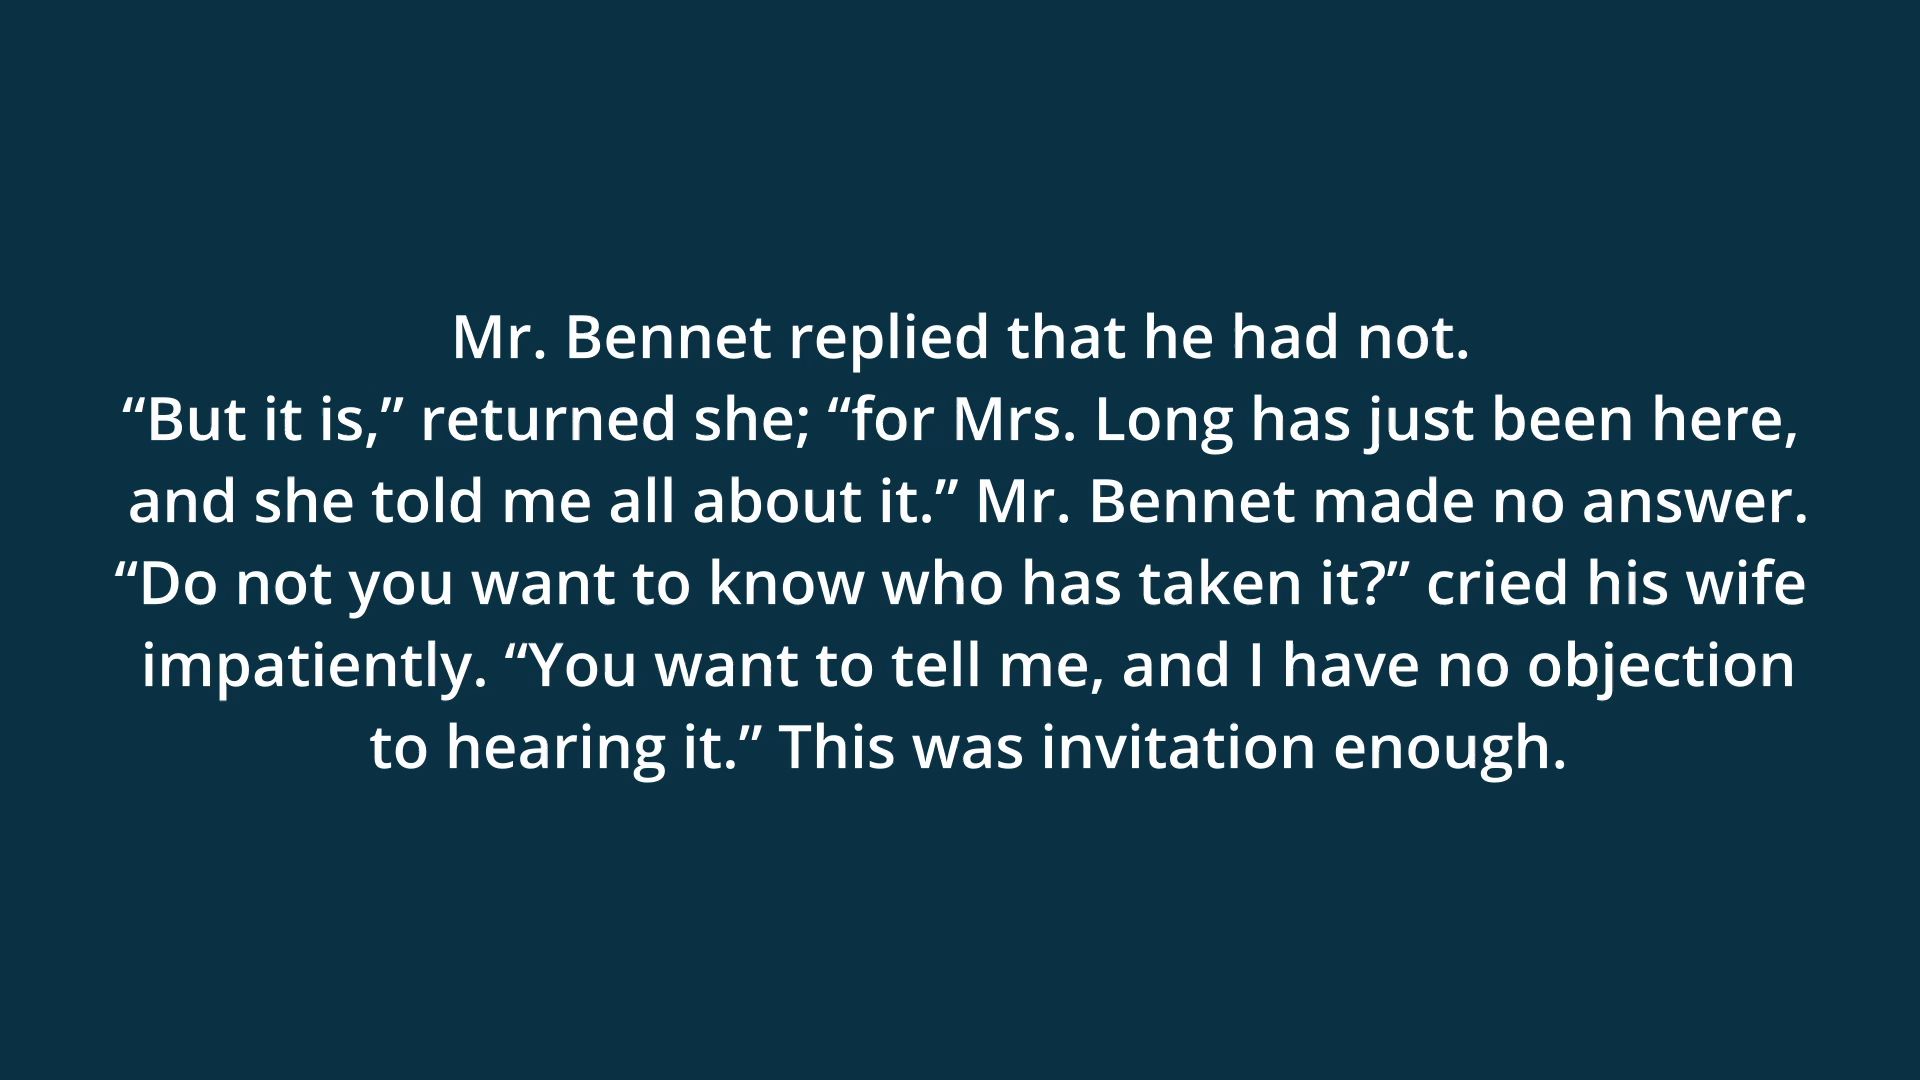 Mr. Bennet replied that he had not.
“But it is,” returned she; “for Mrs. Long has just been here,
and she told me all about it.” Mr. Bennet made no answer.
“Do not you want to know who has taken it?” cried his wife
impatiently. “You want to tell me, and I have no objection
to hearing it.” This was invitation enough.